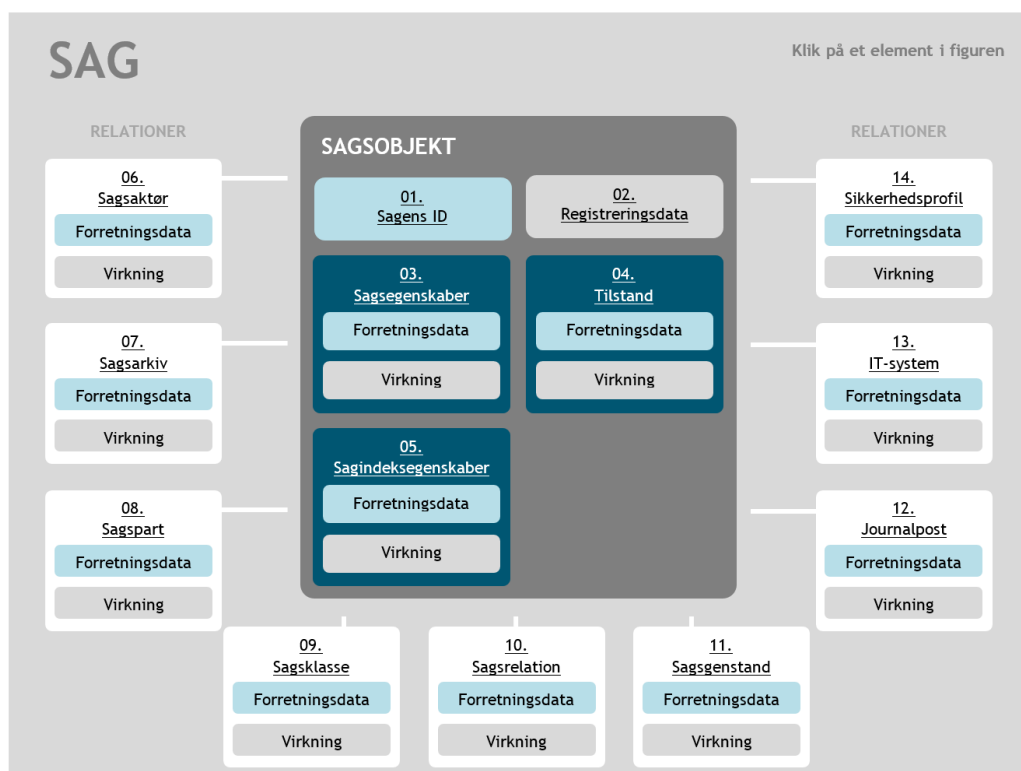 SAG
Klik på et element i figuren
RELATIONER
06.
Sagsaktør
Forretningsdata
Virkning
07.
Sagsarkiv
Forretningsdata
Virkning
08.
Sagspart
Forretningsdata
Virkning
SAGSOBJEKT
01.
Sagens ID
02.
Registreringsdata
03.
Sagsegenskaber
Forretningsdata
Virkning
04.
Tilstand
Forretningsdata
Virkning
05.
Sagindeksegenskaber
Forretningsdata
Virkning
RELATIONER
14.
Sikkerhedsprofil
Forretningsdata
Virkning
13.
IT-system
Forretningsdata
Virkning
12.
Journalpost
Forretningsdata
Virkning
09.
Sagsklasse
Forretningsdata
Virkning
10.
Sagsrelation
Forretningsdata
Virkning
11.
Sagsgenstand
Forretningsdata
Virkning